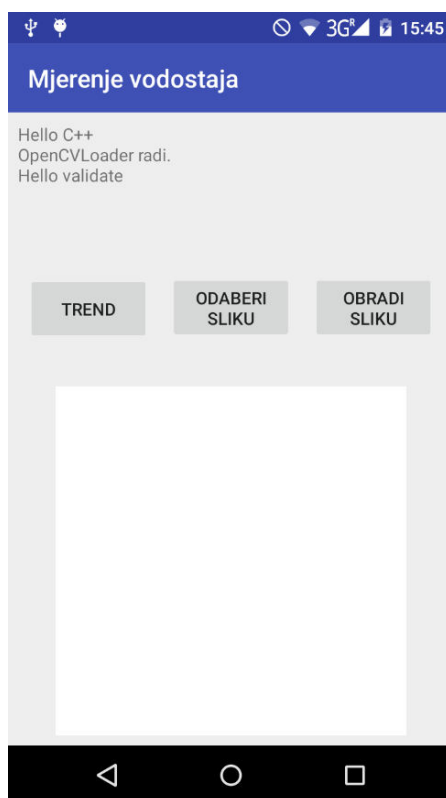 3G R 15:45
Mjerenje vodostaja
Hello C++
OpenCVLoader radi.
Hello validate
TREND
ODABERI
SLIKU
OBRADI
SLIKU